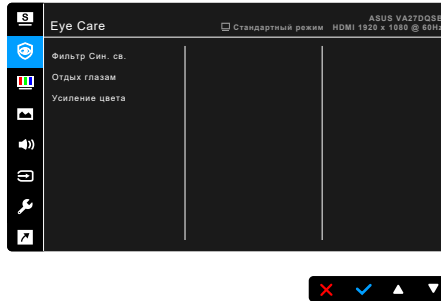 S
ASUS VA27DQSB
Eye Care
Стандартный режим HDMI 1920 x 1080 @ 60Hz
Фильтр Син. св.
Отдых глазам
Усиление цвета